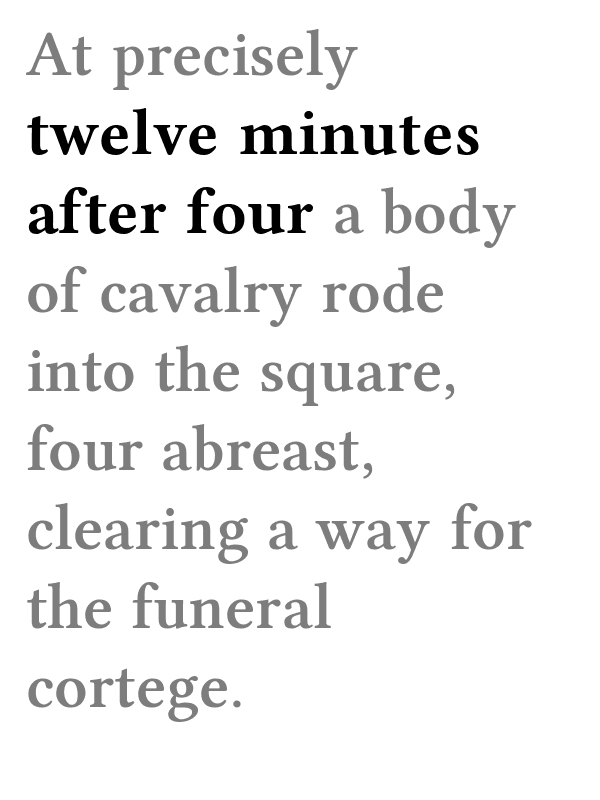 At precisely
twelve minutes
after four a body
of cavalry rode
into the square,
four abreast,
clearing a way for
the funeral
cortege.